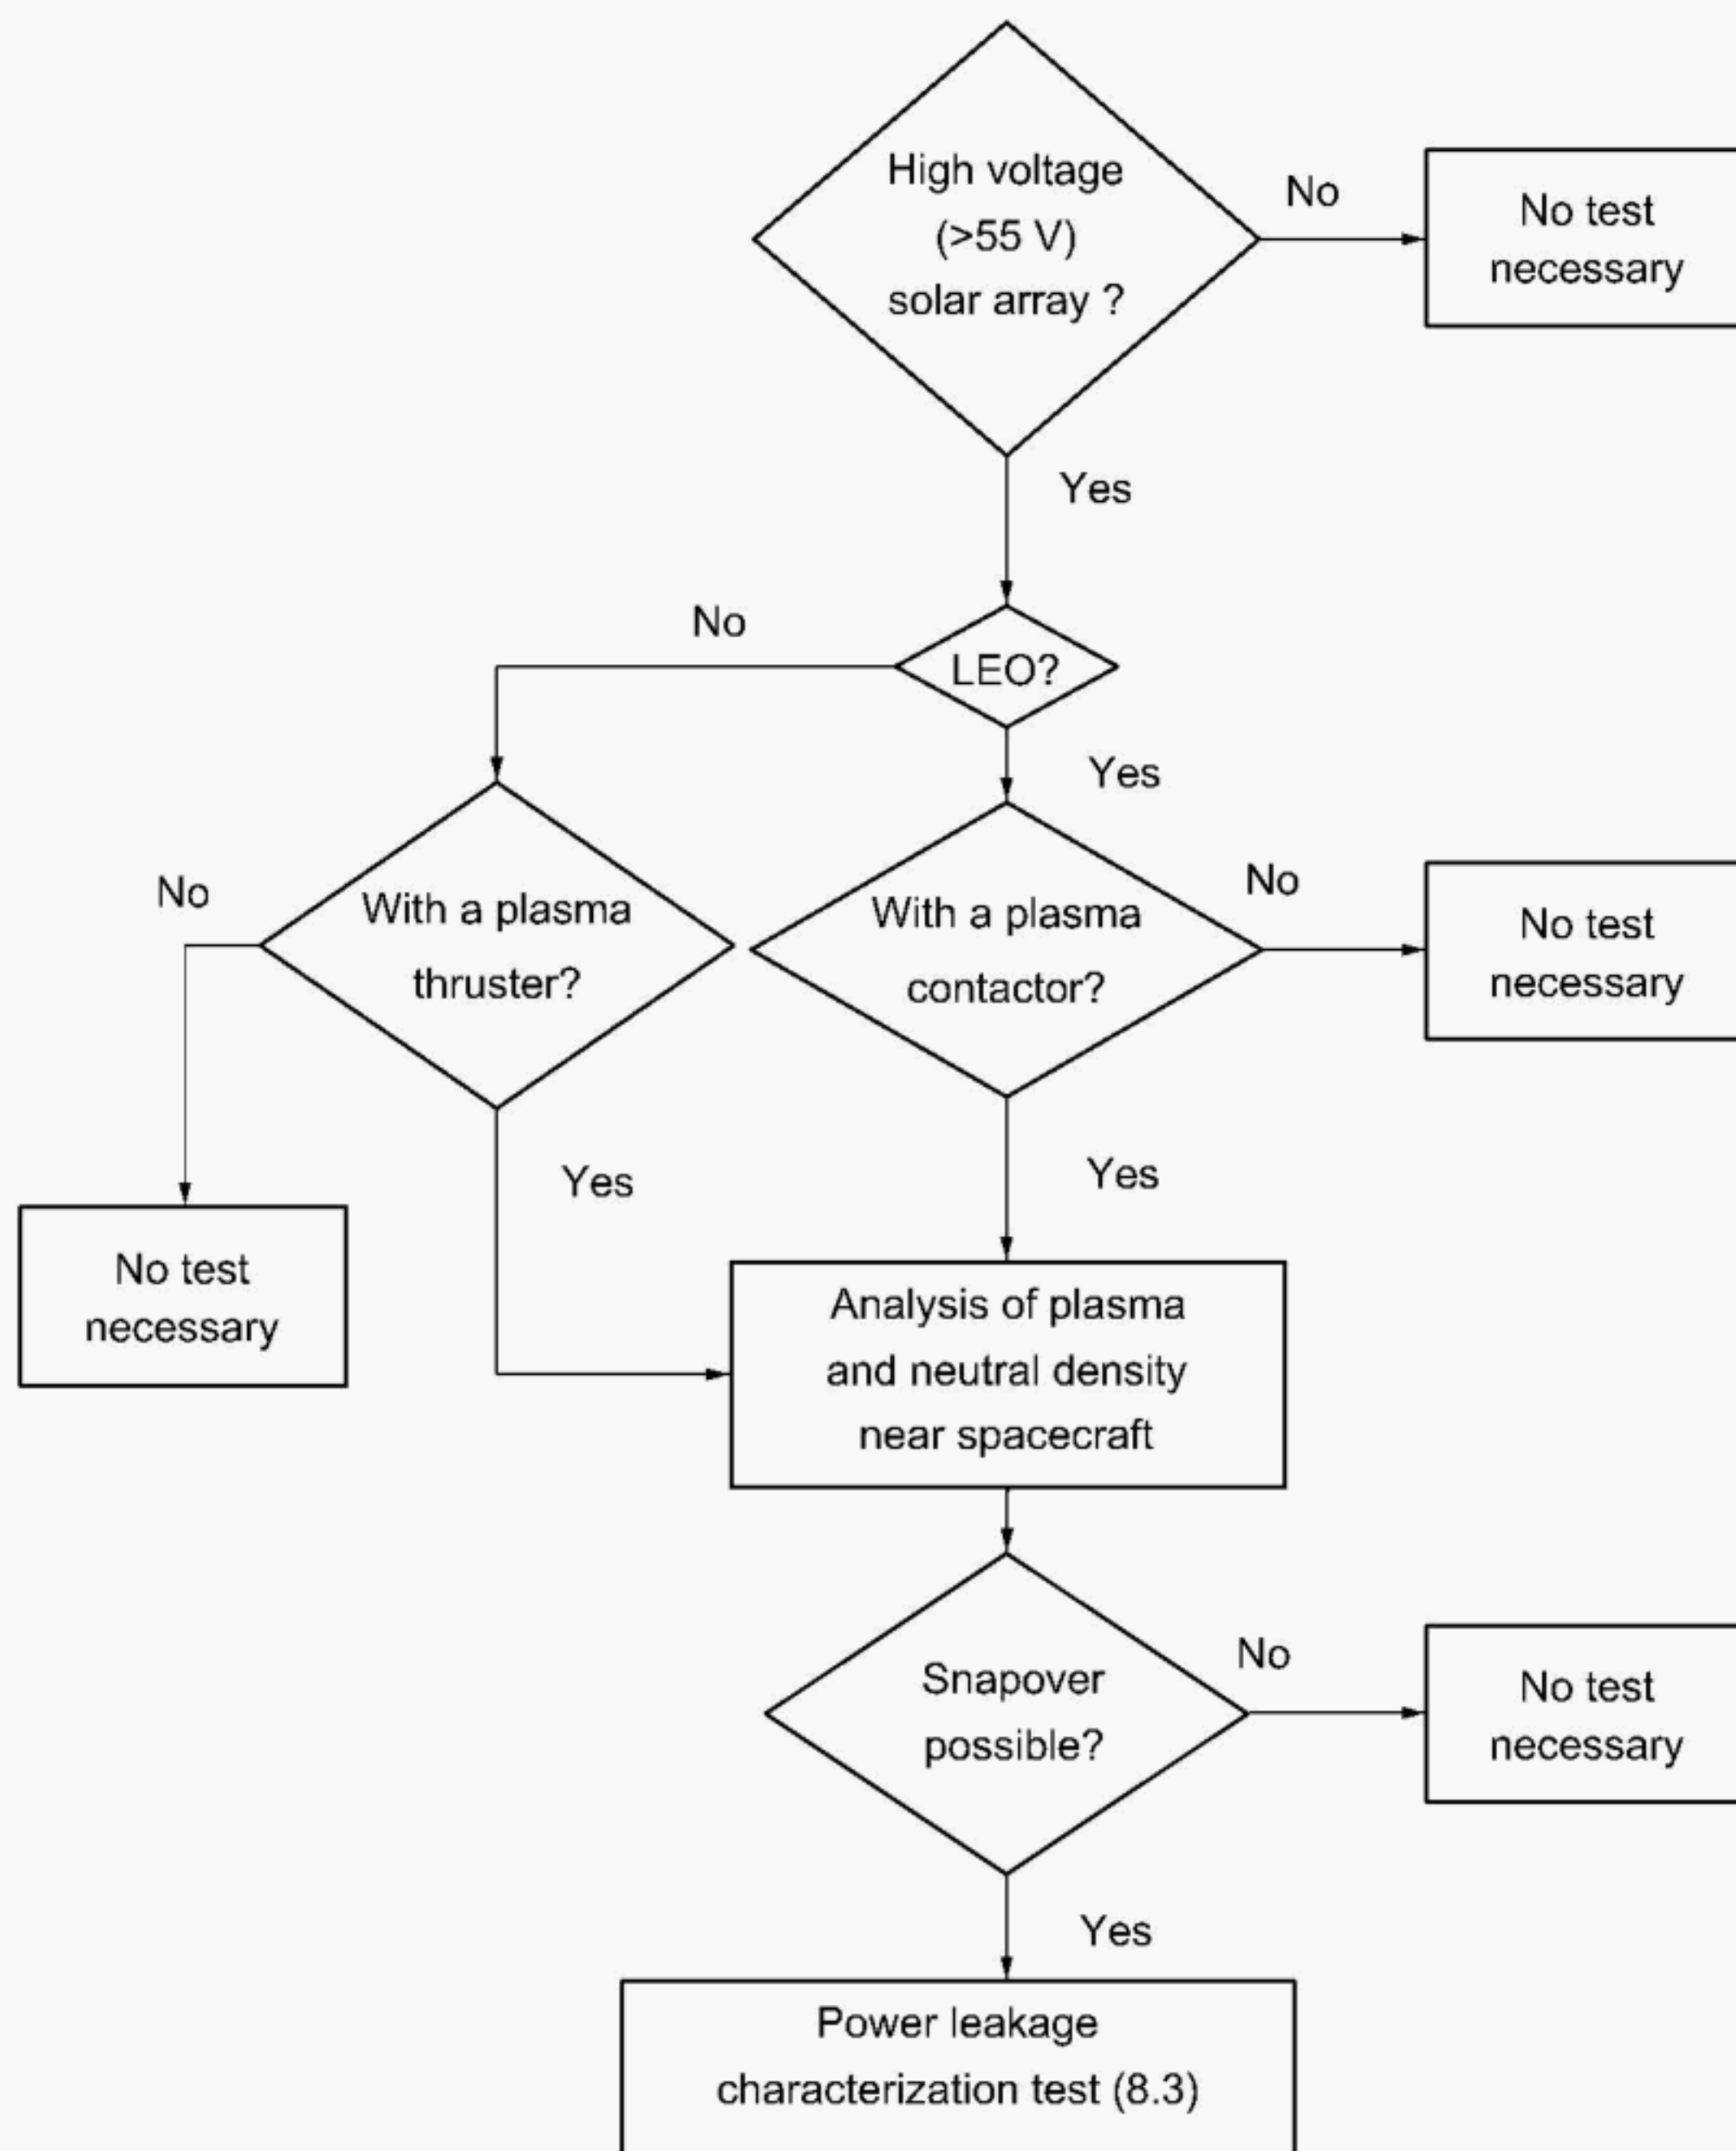 High voltage
(>55 V)
solar array ?
No
No test
necessary
Yes
No
LEO?
Yes
No
With a plasma
thruster?
With a plasma
contactor?
No
No test
necessary
Yes
Yes
No test
necessary
Analysis of plasma
and neutral density
near spacecraft
Snapover
possible?
No
No test
necessary
Yes
Power leakage
characterization test (8.3)